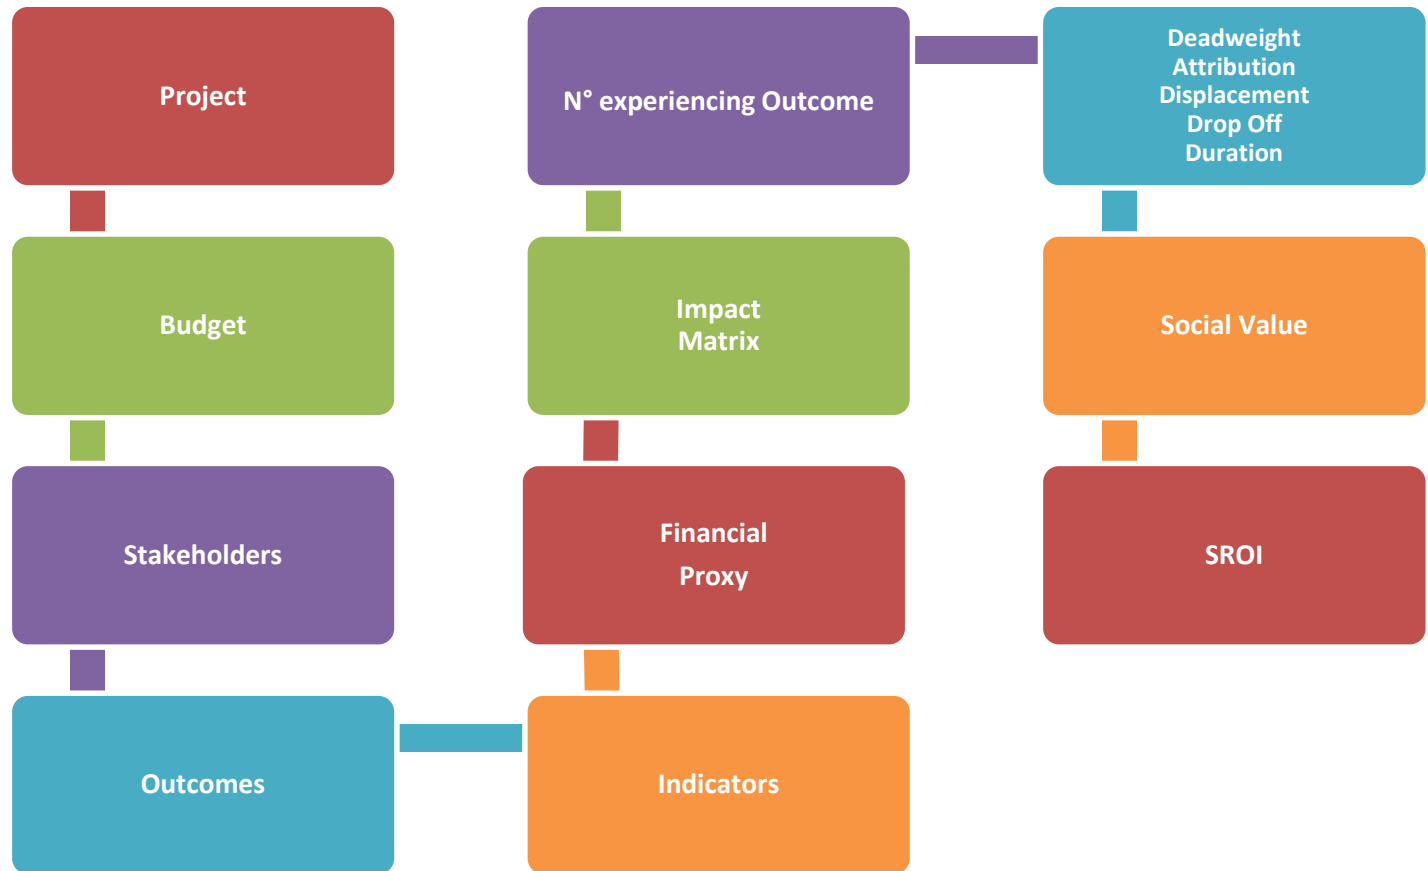 Project
Budget
Stakeholders
Outcomes
Indicators
Financial
Proxy
Impact
Matrix
N° experiencing Outcome
Deadweight
Attribution
Displacement
Drop Off
Duration
Social Value
SROI